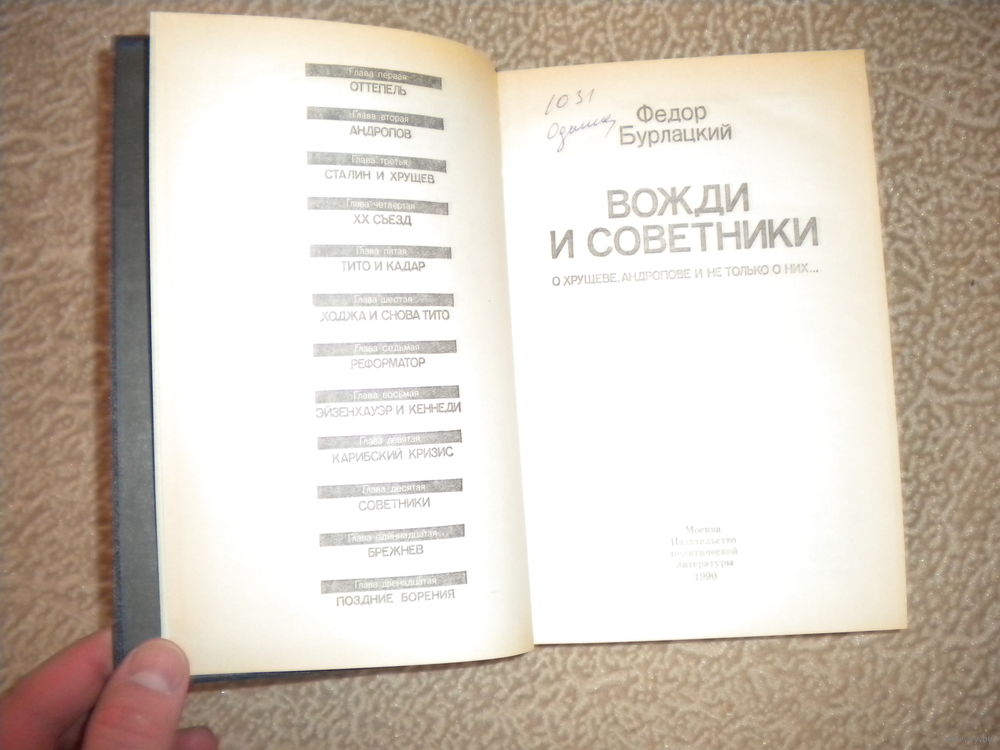 Глава первая
ОТТЕПЕЛЬ
Глава вторая
АНДРОПОВ
Глава третья
СТАЛИН И ХРУЩЕВ
Глава четвертая
XX СЪЕЗД
Глава пятая
ТИТО И КАДАР
Глава шестая
ХОДЖА И СНОВА ТИТО
Глава седьмая
РЕФОРМАТОР
Глава восьмая
ЭЙЗЕНХАУЭР И КЕННЕДИ
Глава девятая
КАРИБСКИЙ КРИЗИС
Глава десятая
СОВЕТНИКИ
Глава одиннадцатая
БРЕЖНЕВ
Глава двенадцатая
ПОЗДНИЕ БОРЕНИЯ
1031
Федор
Бурлацкий
ВОЖДИ
И СОВЕТНИКИ
О ХРУЩЕВЕ, АНДРОПОВЕ И НЕ ТОЛЬКО О НИХ...
Москва
Издательство
политической
литературы
1990